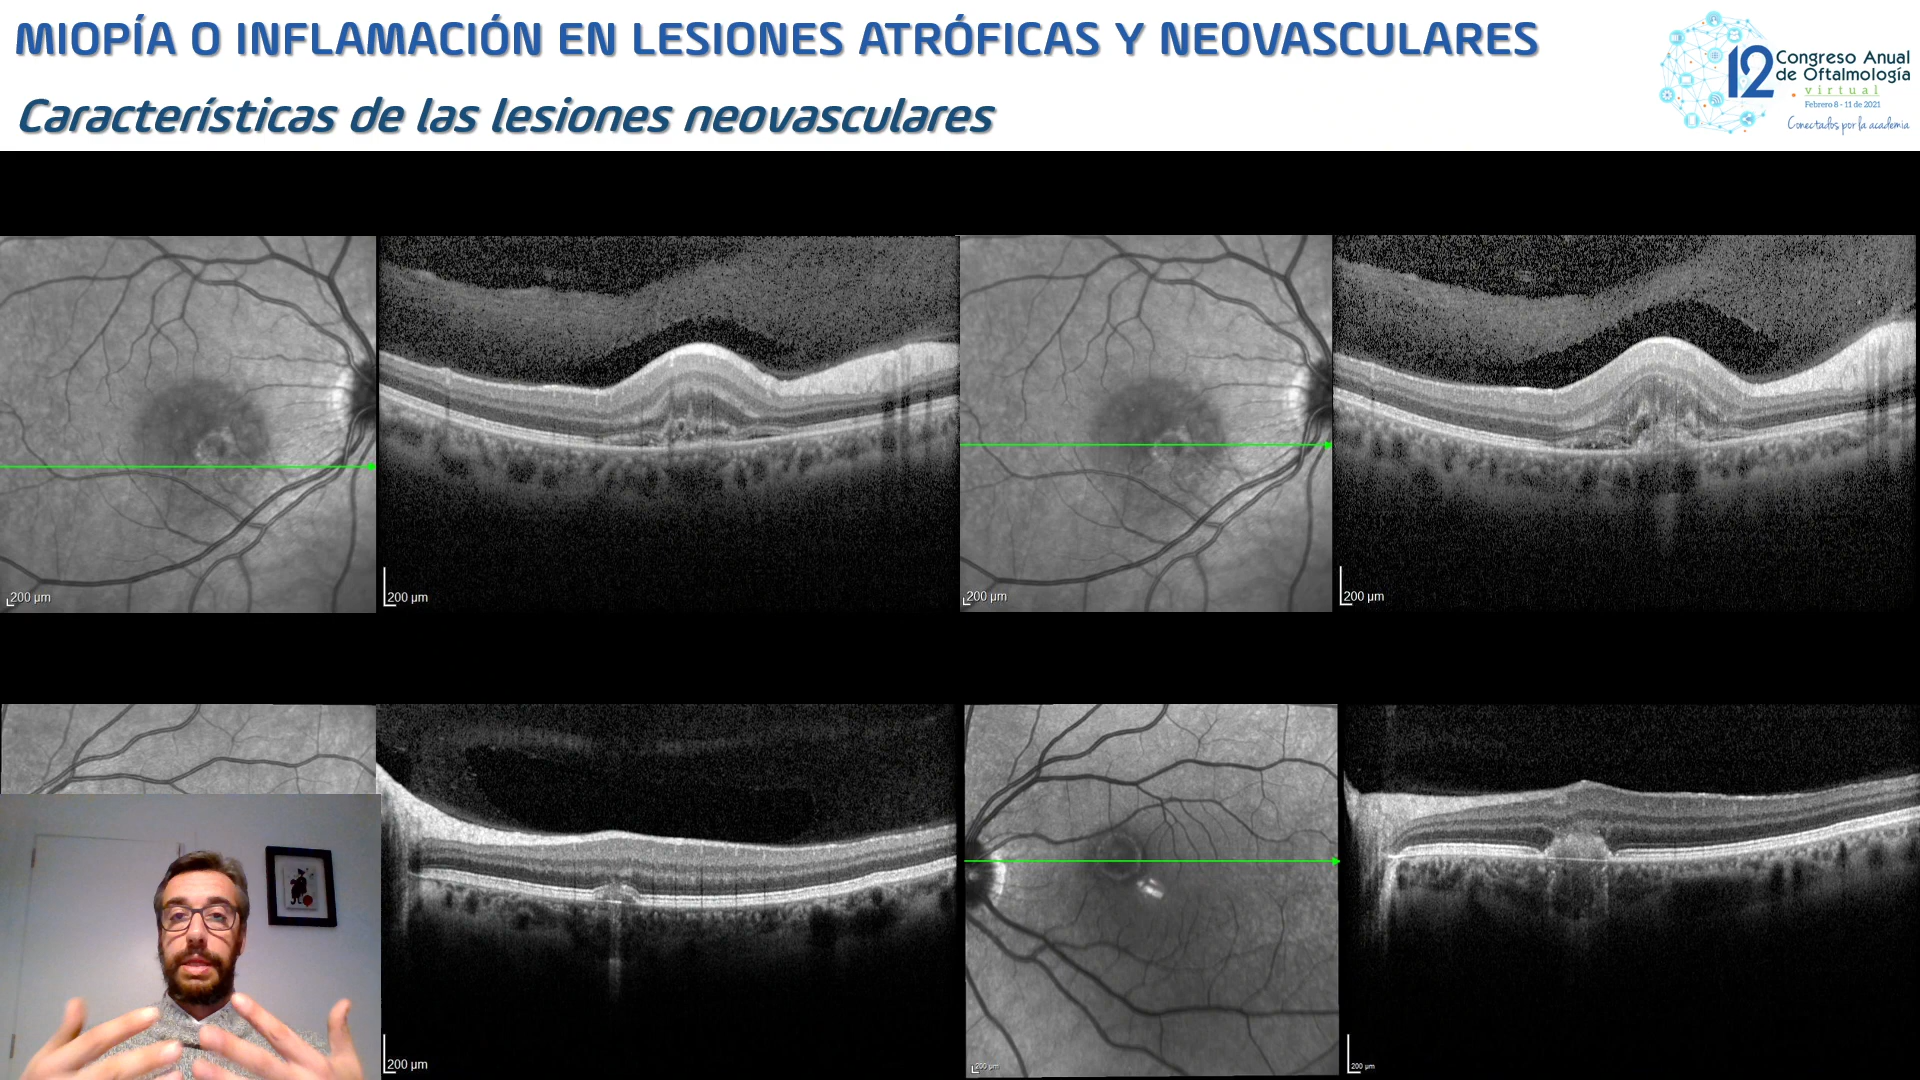 MIOPÍA O INFLAMACIÓN EN LESIONES ATRÓFICAS Y NEOVASCULARES
Características de las lesiones neovasculares
12 Congreso Anual
de Oftalmología
virtual
Febrero 8 - 11 de 2021
Conectados por la academia
200 µm
200 µm
200 µm
200 µm
200 µm
200 µm
200 µm